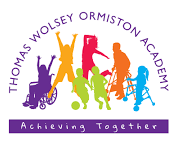 THOMAS WOLSEY ORMISTON ACADEMY
Achieving Together